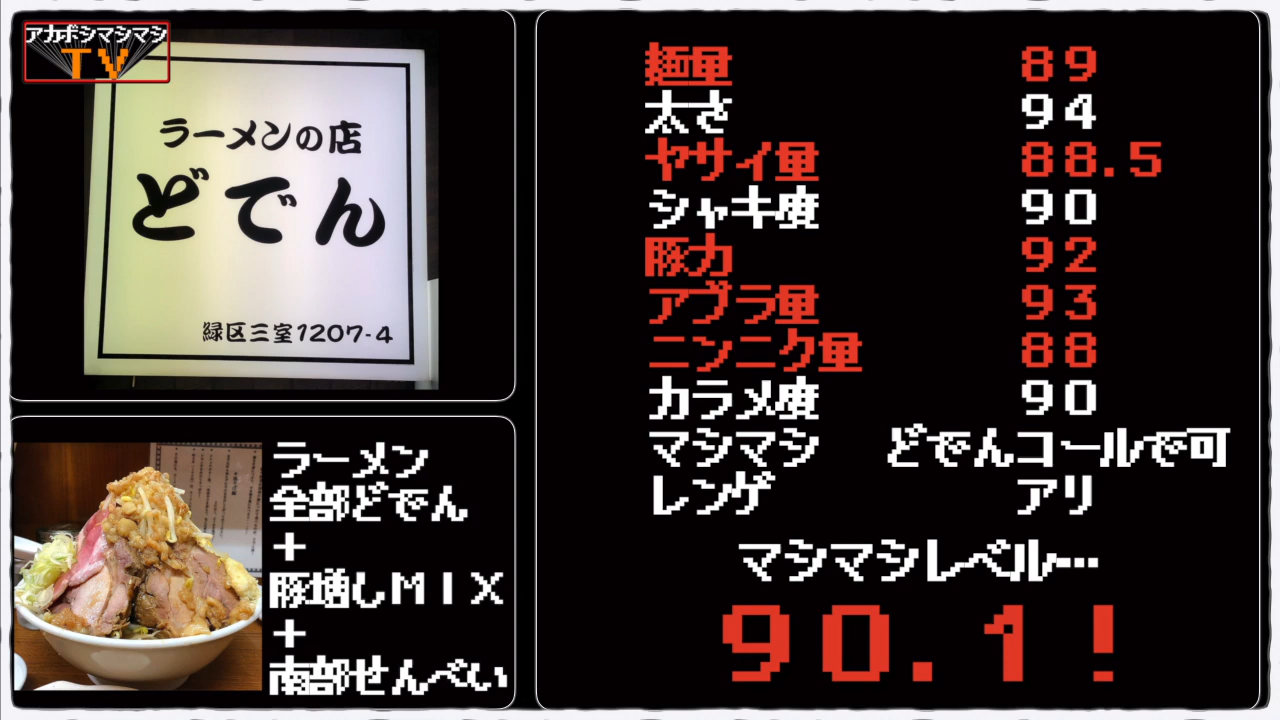 アカボシマシマシ
TV
ラーメンの店
どでん
緑区三室1207-4
ラーメン
全部どでん
+
豚増しMIX
+
南部せんべい
麺量 89
太さ 94
ヤサイ量 88.5
シャキ度 90
豚力 92
アブラ量 93
ニンニク量 88
カラメ度 90
マシマシ どでんコールで可
レンゲ アリ
マシマシレベル…
90.1!